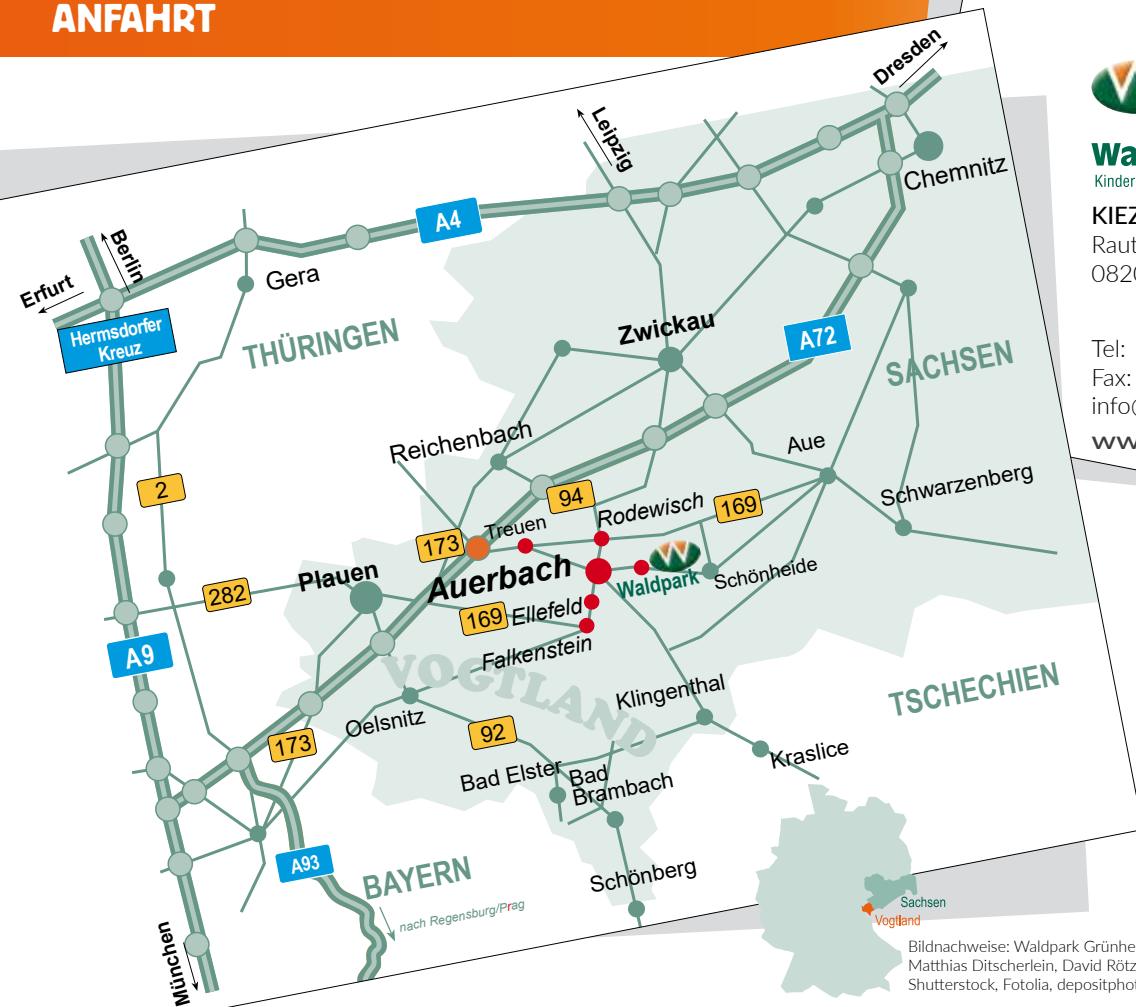 ANFAHRT
Dresden
Leipzig
Chemnitz
A4
Berlin
Erfurt
Gera
Hermsdorfer
Kreuz
THÜRINGEN
Zwickau
A72
SACHSEN
Reichenbach
Aue
Schwarzenberg
2
94
Rodewisch
169
173
Treuen
Auerbach
Waldpark
Schönheide
Plauen
282
169
Ellefeld
Falkenstein
A9
VOGTLAND
Klingenthal
TSCHECHIEN
Oelsnitz
92
173
Kraslice
Bad Elster
Bad
Brambach
A93
BAYERN
Schönberg
nach Regensburg/Prag
München
Sachsen
Vogtland
Kinder
KIEZ
Tel:
Fax:
Bildnachweise: Waldpark
Matthias Ditscherlein, David
Shutterstock, Fotolia,